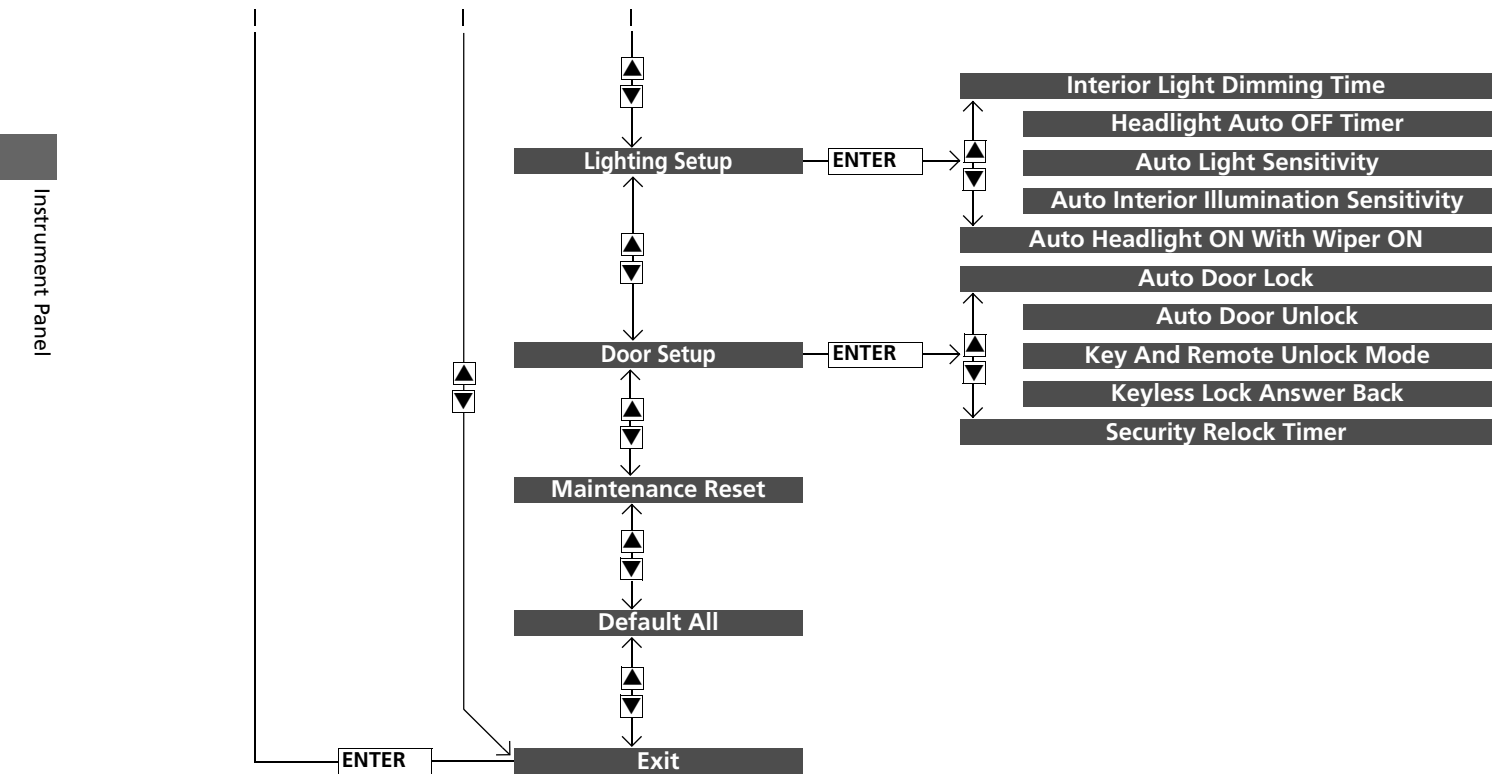 Instrument Panel
Lighting Setup
ENTER
Interior Light Dimming Time
Headlight Auto OFF Timer
Auto Light Sensitivity
Auto Interior Illumination Sensitivity
Auto Headlight ON With Wiper ON
Door Setup
ENTER
Auto Door Lock
Auto Door Unlock
Key And Remote Unlock Mode
Keyless Lock Answer Back
Security Relock Timer
Maintenance Reset
Default All
ENTER
Exit